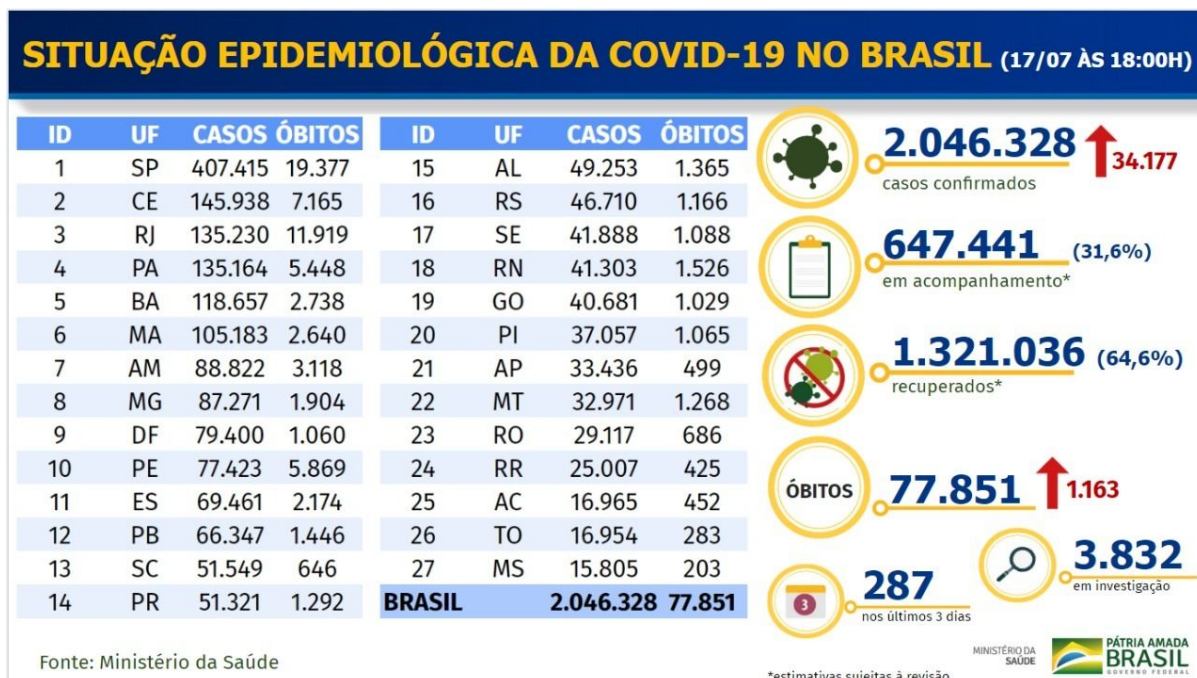 SITUAÇÃO EPIDEMIOLÓGICA DA COVID-19 NO BRASIL (17/07 ÀS 18:00H)
ID UF CASOS ÓBITOS
1 SP 407.415 19.377
2 CE 145.938 7.165
3 RJ 135.230 11.919
4 PA 135.164 5.448
5 BA 118.657 2.738
6 MA 105.183 2.640
7 AM 88.822 3.118
8 MG 87.271 1.904
9 DF 79.400 1.060
10 PE 77.423 5.869
11 ES 69.461 2.174
12 PB 66.347 1.446
13 SC 51.549 646
14 PR 51.321 1.292
ID UF CASOS ÓBITOS
15 AL 49.253 1.365
16 RS 46.710 1.166
17 SE 41.888 1.088
18 RN 41.303 1.526
19 GO 40.681 1.029
20 PI 37.057 1.065
21 AP 33.436 499
22 MT 32.971 1.268
23 RO 29.117 686
24 RR 25.007 425
25 AC 16.965 452
26 TO 16.954 283
27 MS 15.805 203
BRASIL 2.046.328 77.851
2.046.328 34.177
casos confirmados
647.441 (31,6%)
em acompanhamento*
1.321.036 (64,6%)
recuperados*
ÓBITOS 77.851 1.163
3.832
em investigação
3 287
nos últimos 3 dias
Fonte: Ministério da Saúde
*estimativas sujeitas à revisão
MINISTÉRIO DA
SAÚDE
PÁTRIA AMADA
BRASIL
GOVERNO FEDERAL